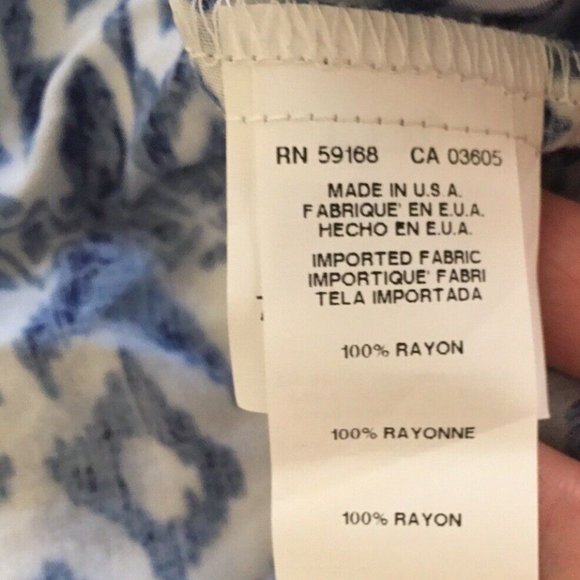 RN 59168 CA 03605
MADE IN U.S.A.
FABRIQUE' EN E.U.A.
HECHO EN E.U.A.
IMPORTED FABRIC
IMPORTIQUE' FABRI
TELA IMPORTADA
100% RAYON
100% RAYONNE
100% RAYON